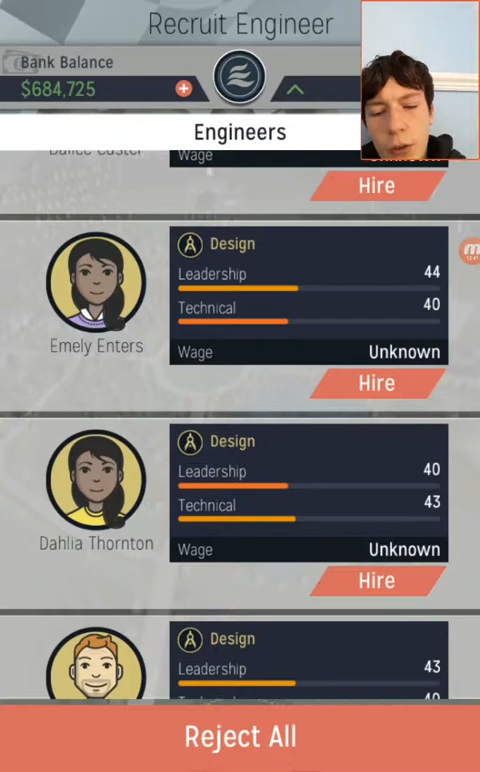 Recruit Engineer
Bank Balance
$684,725
Engineers
Wage
Hire
Design
Leadership 44
Technical 40
Emely Enters
Wage Unknown
Hire
Design
Leadership 40
Technical 43
Dahlia Thornton
Wage Unknown
Hire
Design
Leadership 43
Reject All